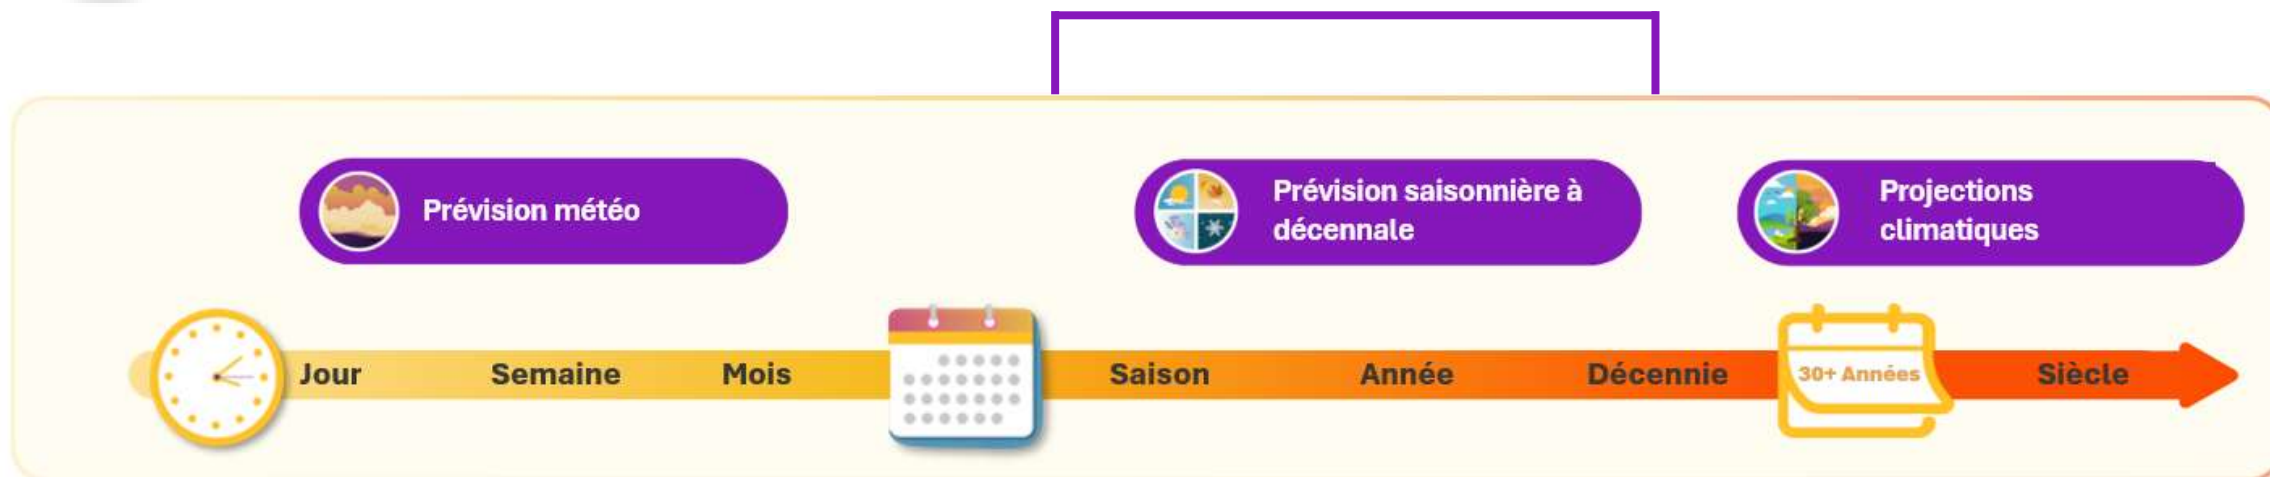 Prévision météo
Prévision saisonnière à
décennale
Projections
climatiques
Jour
Semaine
Mois
Saison
Année
Décennie
30+ Années
Siècle